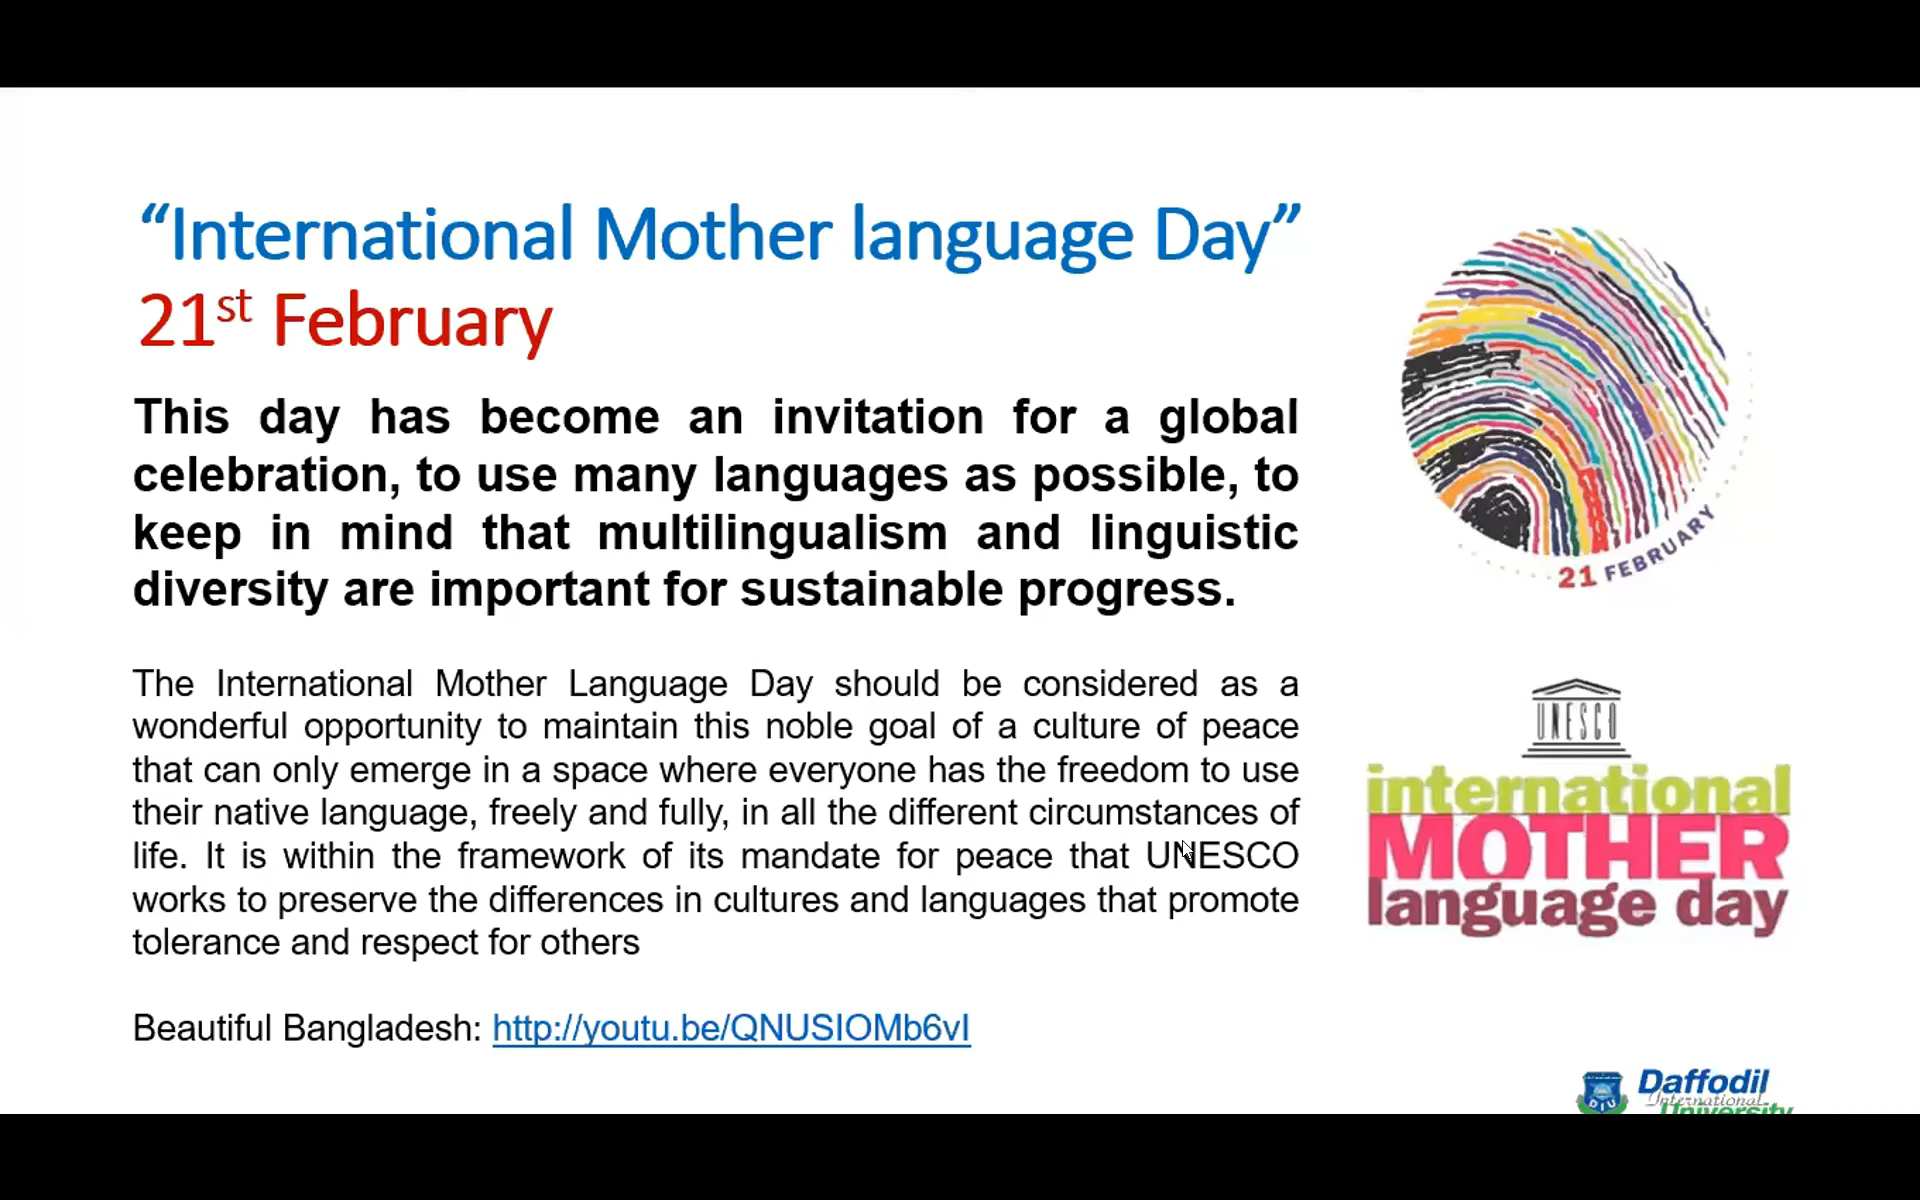 “International Mother language Day”
21st February
This day has become an invitation for a global
celebration, to use many languages as possible, to
keep in mind that multilingualism and linguistic
diversity are important for sustainable progress.
The International Mother Language Day should be considered as a
wonderful opportunity to maintain this noble goal of a culture of peace
that can only emerge in a space where everyone has the freedom to use
their native language, freely and fully, in all the different circumstances of
life. It is within the framework of its mandate for peace that UNESCO
works to preserve the differences in cultures and languages that promote
tolerance and respect for others
Beautiful Bangladesh: http://youtu.be/QNUSIOMb6vI
21 FEBRUARY
UNESCO
international
MOTHER
language day
DIU
Daffodil
International
University